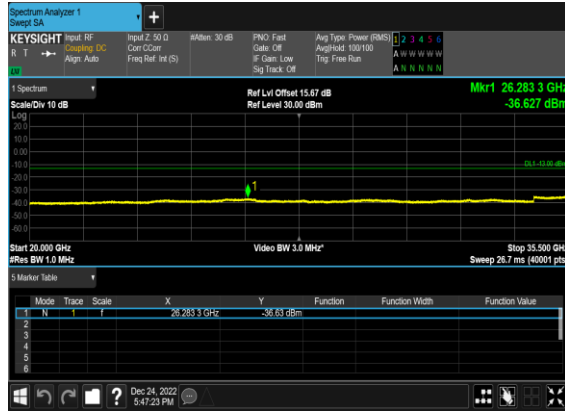 Spectrum Analyzer 1
Swept SA
KEYSIGHT Input: RF Input Z: 50 Ω #Atten: 30 dB PNO: Fast Avg Type: Power (RMS) 1 2 3 4 5 6
R T Coupling: DC Corr CCorr Gate: Off Avg|Hold: 100/100 A W W W W W
Align: Auto Freq Ref: Int (S) IF Gain: Low Trig: Free Run
Sig Track: Off A N N N N N
1 Spectrum Ref Lvl Offset 15.67 dB Mkr1 26.283 3 GHz
Scale/Div 10 dB Ref Level 30.00 dBm -36.627 dBm
Log
20.0
10.0
0.00
-10.0 DL1 -13.00 dBm
-20.0
-30.0 1
-40.0
-50.0
-60.0
Start 20.000 GHz Video BW 3.0 MHz* Stop 35.500 GHz
#Res BW 1.0 MHz Sweep 26.7 ms (40001 pts)
5 Marker Table
Mode Trace Scale X Y Function Function Width Function Value
1 N 1 f 26.283 3 GHz -36.63 dBm
2
3
4
5
6
? Dec 24, 2022
5:47:23 PM